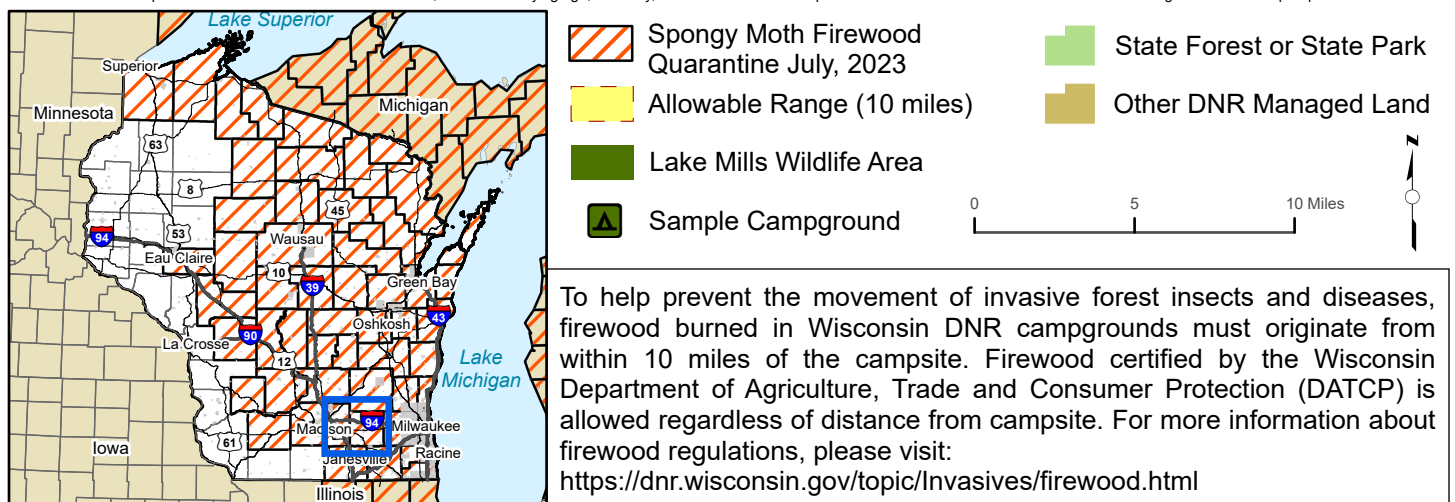 Lake Superior
Superior
Minnesota
Michigan
63
8
45
53
94
Wausau
Eau Claire
10
39
Green Bay
43
Oshkosh
90
La Crosse
12
Lake
Michigan
94
Madison
Milwaukee
61
Racine
Janesville
Iowa
Illinois
Spongy Moth Firewood
Quarantine July, 2023
Allowable Range (10 miles)
Lake Mills Wildlife Area
Sample Campground
State Forest or State Park
Other DNR Managed Land
N
0 5 10 Miles
To help prevent the movement of invasive forest insects and diseases,
firewood burned in Wisconsin DNR campgrounds must originate from
within 10 miles of the campsite. Firewood certified by the Wisconsin
Department of Agriculture, Trade and Consumer Protection (DATCP) is
allowed regardless of distance from campsite. For more information about
firewood regulations, please visit:
https://dnr.wisconsin.gov/topic/Invasives/firewood.html